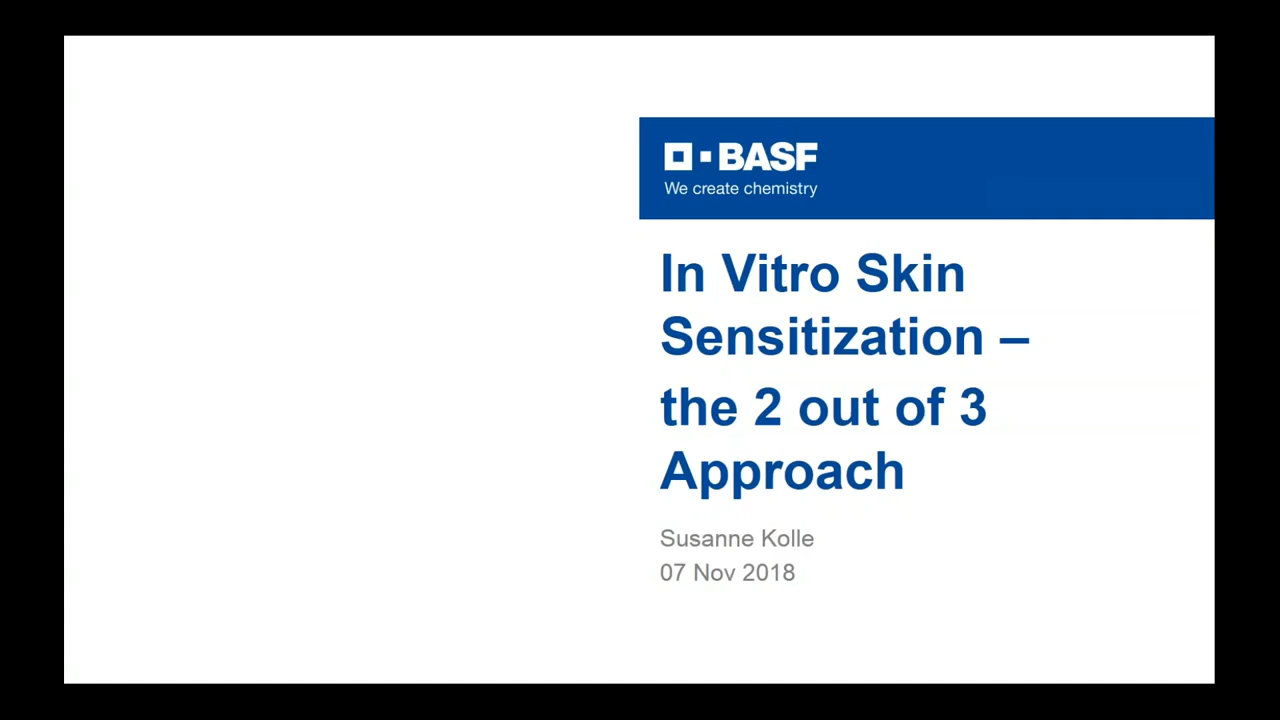 BASF
We create chemistry
In Vitro Skin
Sensitization –
the 2 out of 3
Approach
Susanne Kolle
07 Nov 2018